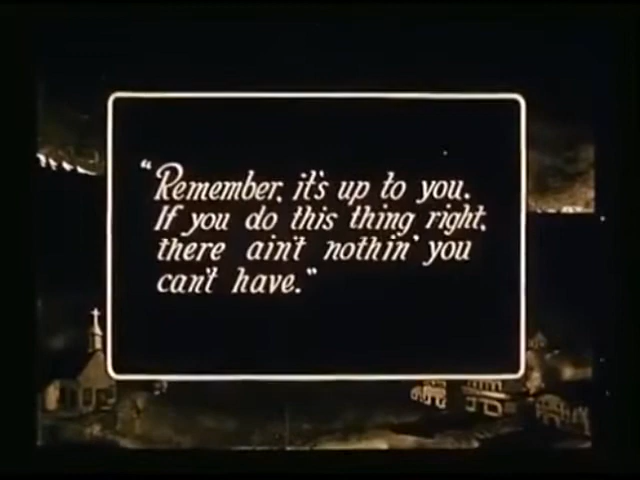 “Remember, it's up to you.
If you do this thing right,
there ain't nothin' you
can't have.”